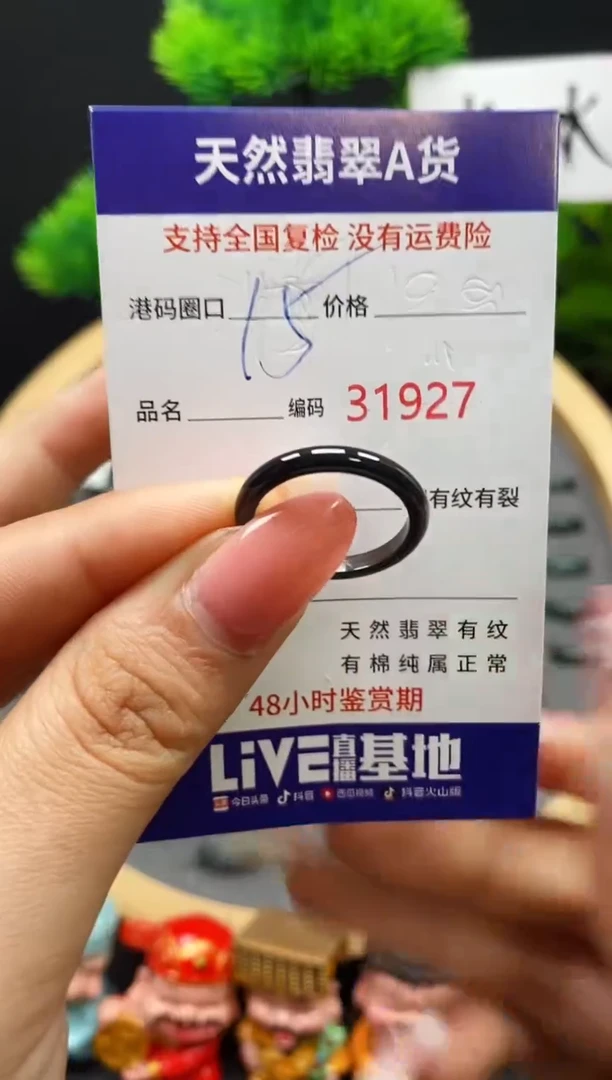 天然翡翠A货
支持全国复检 没有运费险
港码圈口 15 价格
品名 编码 31927
有纹有裂
天然翡翠有纹
有棉纯属正常
48小时鉴赏期
LiVE直播基地
今日头条 抖音 西瓜视频 抖音火山版
水